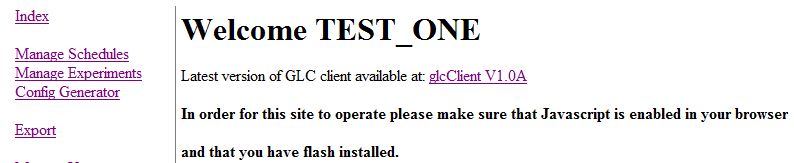 Index
Manage Schedules
Manage Experiments
Config Generator
Export
Welcome TEST_ONE
Latest version of GLC client available at: glcClient V1.0A
In order for this site to operate please make sure that Javascript is enabled in your browser
and that you have flash installed.